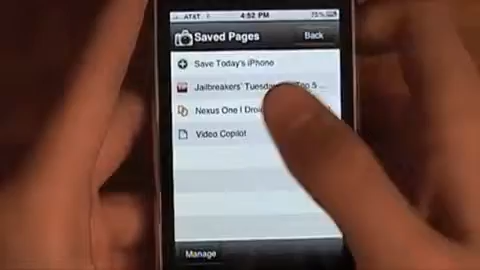 AT&T 4:52 PM 75%
Saved Pages Back
Save Today's iPhone
Jailbreakers' Tuesday Top 5 ...
Nexus One |
Video Copilot
Manage